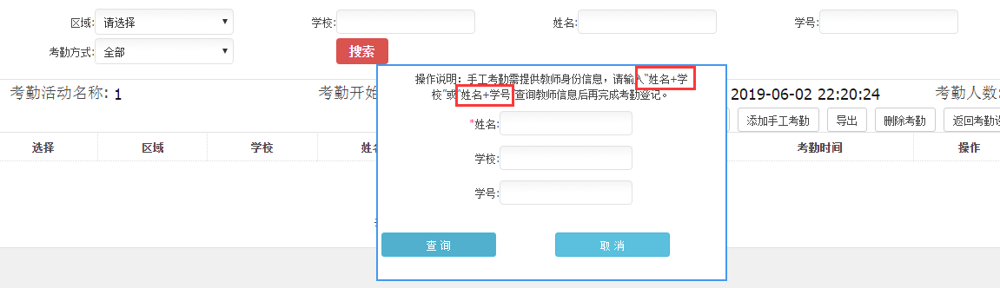 区域: 请选择 学校: 姓名: 学号:
考勤方式: 全部 搜索
操作说明：手工考勤需提供教师身份信息，请输入"姓名+学
校"或"姓名+学号"查询教师信息后再完成考勤登记。
考勤活动名称: 1 考勤开始 2019-06-02 22:20:24 考勤人数:
添加手工考勤 导出 删除考勤 返回考勤
*姓名:
选择 区域 学校 姓名 考勤时间 操作
学校:
学号:
查 询 取 消